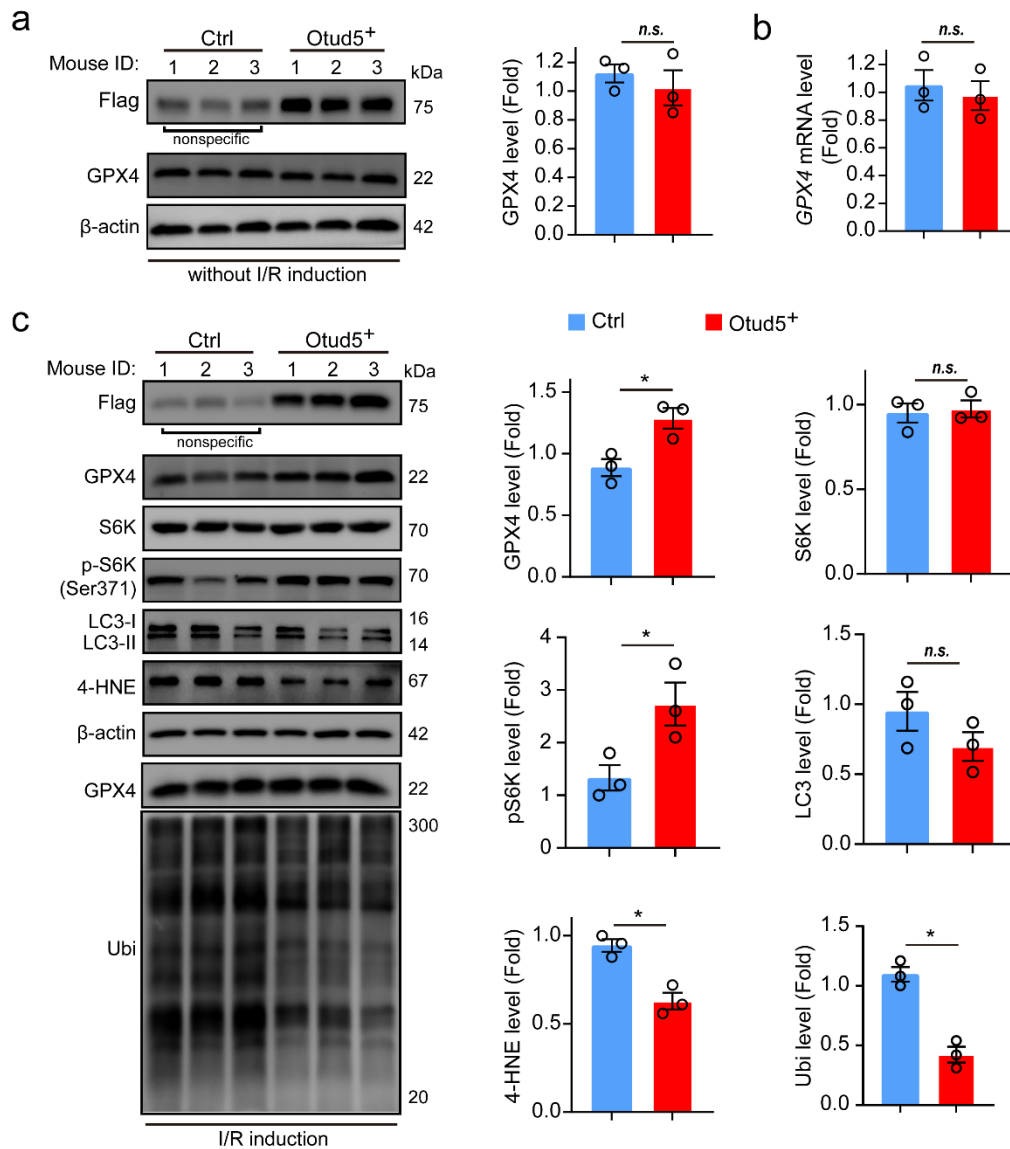 a
Ctrl Otud5+
Mouse ID: 1 2 3 1 2 3 kDa
Flag 75
nonspecific
GPX4 22
β-actin 42
without I/R induction
n.s.
GPX4 level (Fold)
1.2
1.0
0.8
0.6
0.4
0.2
0.0
b
n.s.
GPX4 mRNA level
(Fold)
1.2
1.0
0.8
0.6
0.4
0.2
0.0
c
Ctrl Otud5+
Mouse ID: 1 2 3 1 2 3 kDa
Flag 75
nonspecific
GPX4 22
S6K 70
p-S6K
(Ser371) 70
LC3-I 16
LC3-II 14
4-HNE 67
β-actin 42
GPX4 22
300
Ubi
20
I/R induction
Ctrl Otud5+
*
GPX4 level (Fold)
1.5
1.0
0.5
0.0
n.s.
S6K level (Fold)
1.0
0.5
0.0
*
pS6K level (Fold)
4
3
2
1
0
n.s.
LC3 level (Fold)
1.5
1.0
0.5
0.0
*
4-HNE level (Fold)
1.0
0.5
0.0
*
Ubi level (Fold)
1.5
1.0
0.5
0.0